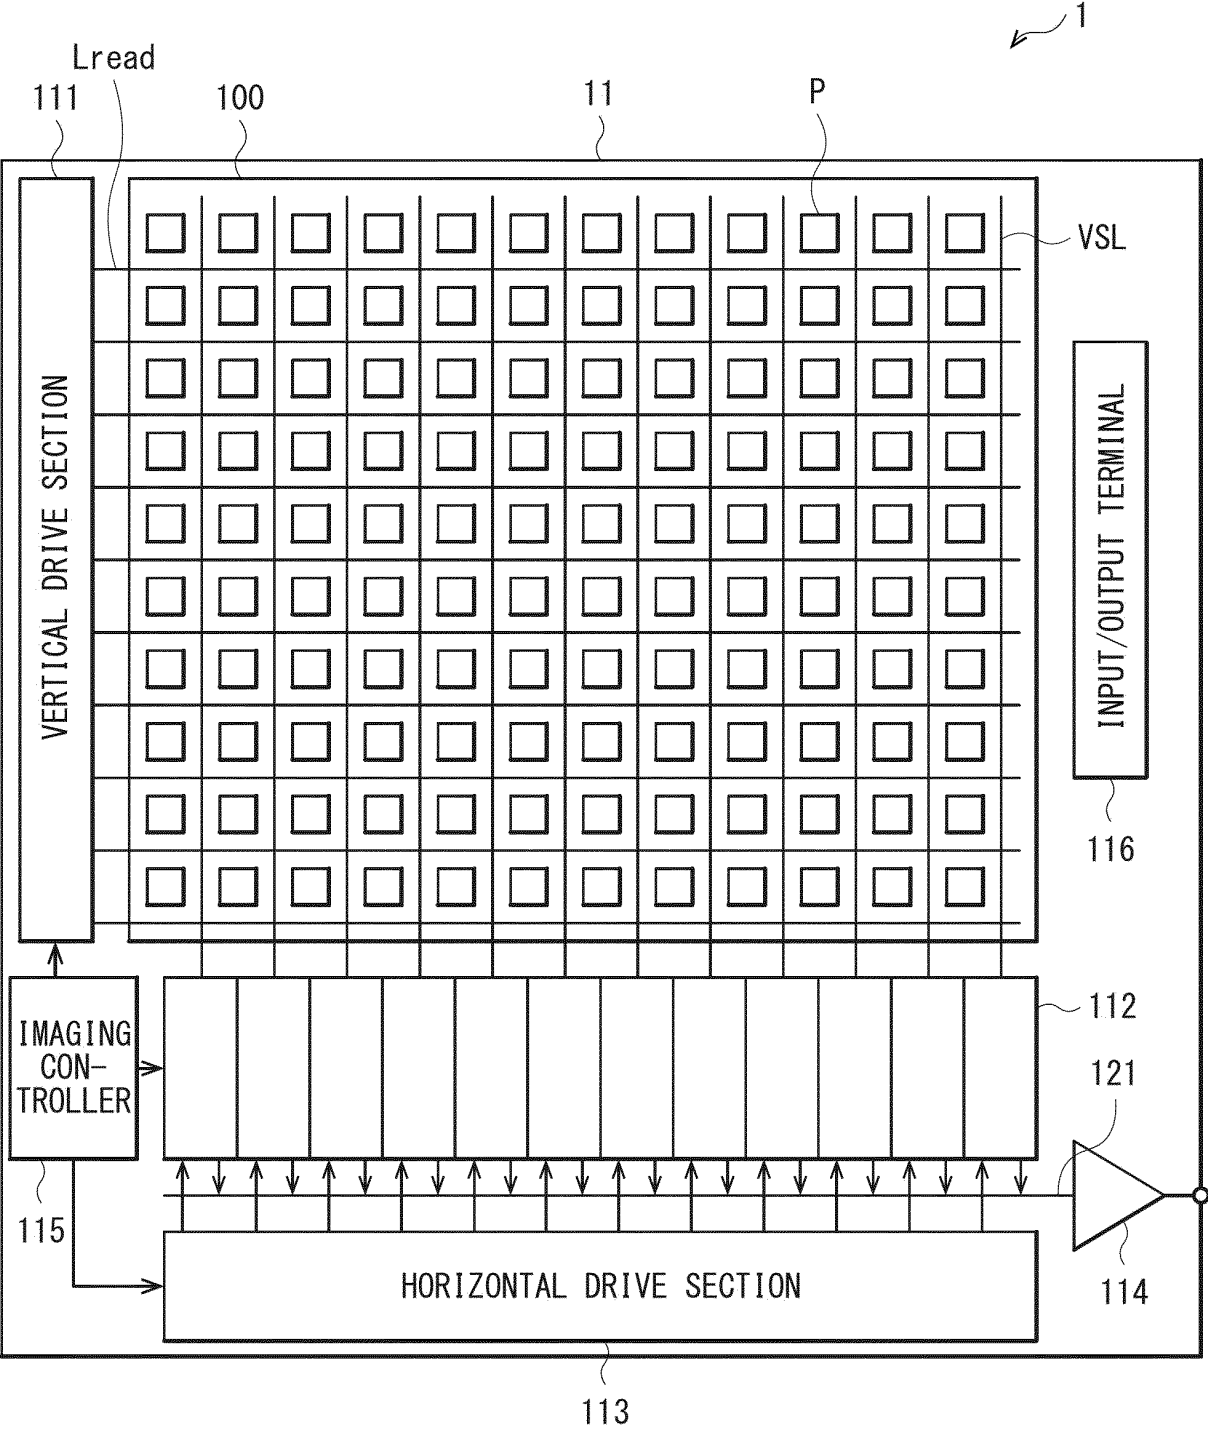 1
Lread
111
100
11
P
VSL
VERTICAL DRIVE SECTION
INPUT/OUTPUT TERMINAL
116
IMAGING
CON-
TROLLER
112
121
115
HORIZONTAL DRIVE SECTION
114
113